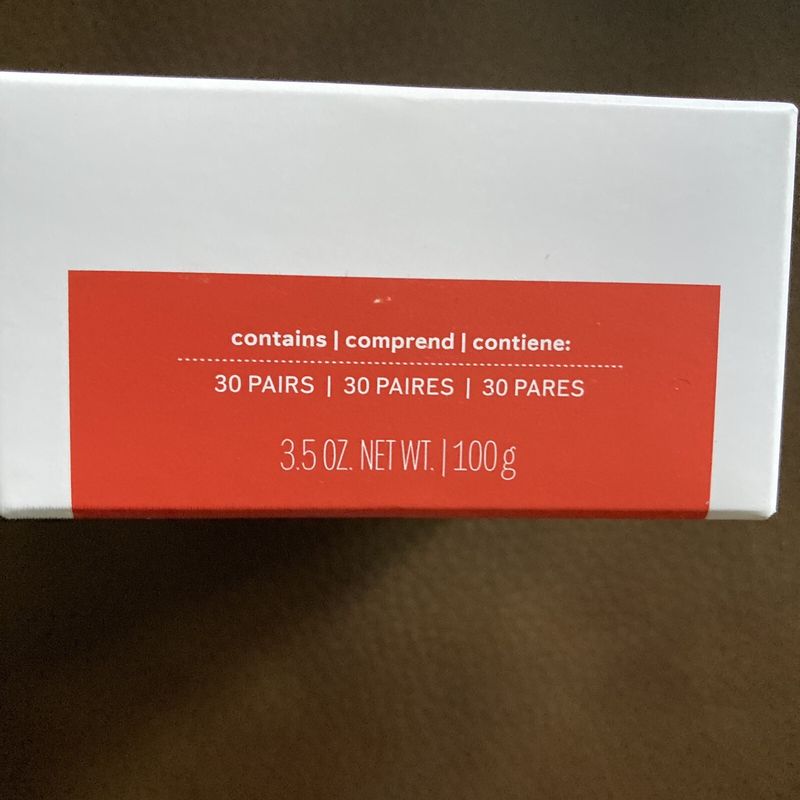 contains | comprend | contiene:
30 PAIRS | 30 PAIRES | 30 PARES
3.5 OZ. NET WT. | 100 g